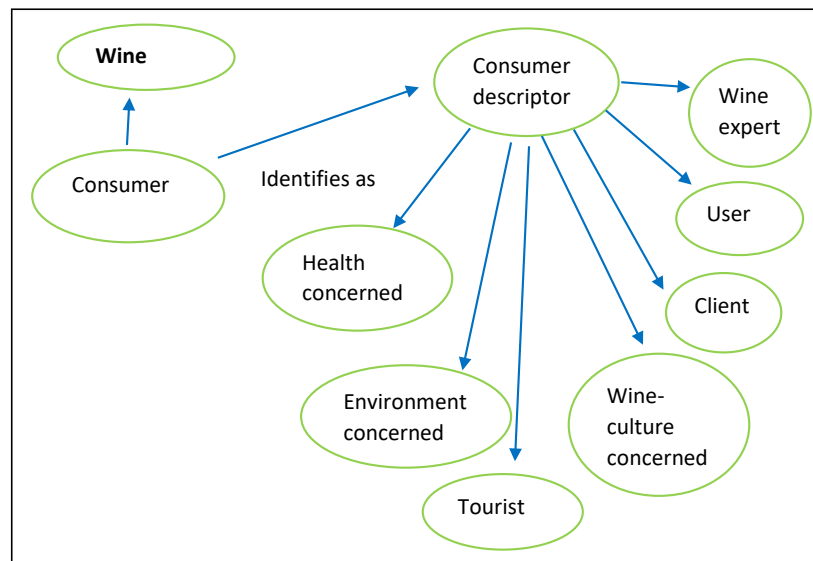 Wine
Consumer
descriptor
Wine
expert
Consumer
Identifies as
User
Health
concerned
Client
Environment
concerned
Wine-
culture
concerned
Tourist